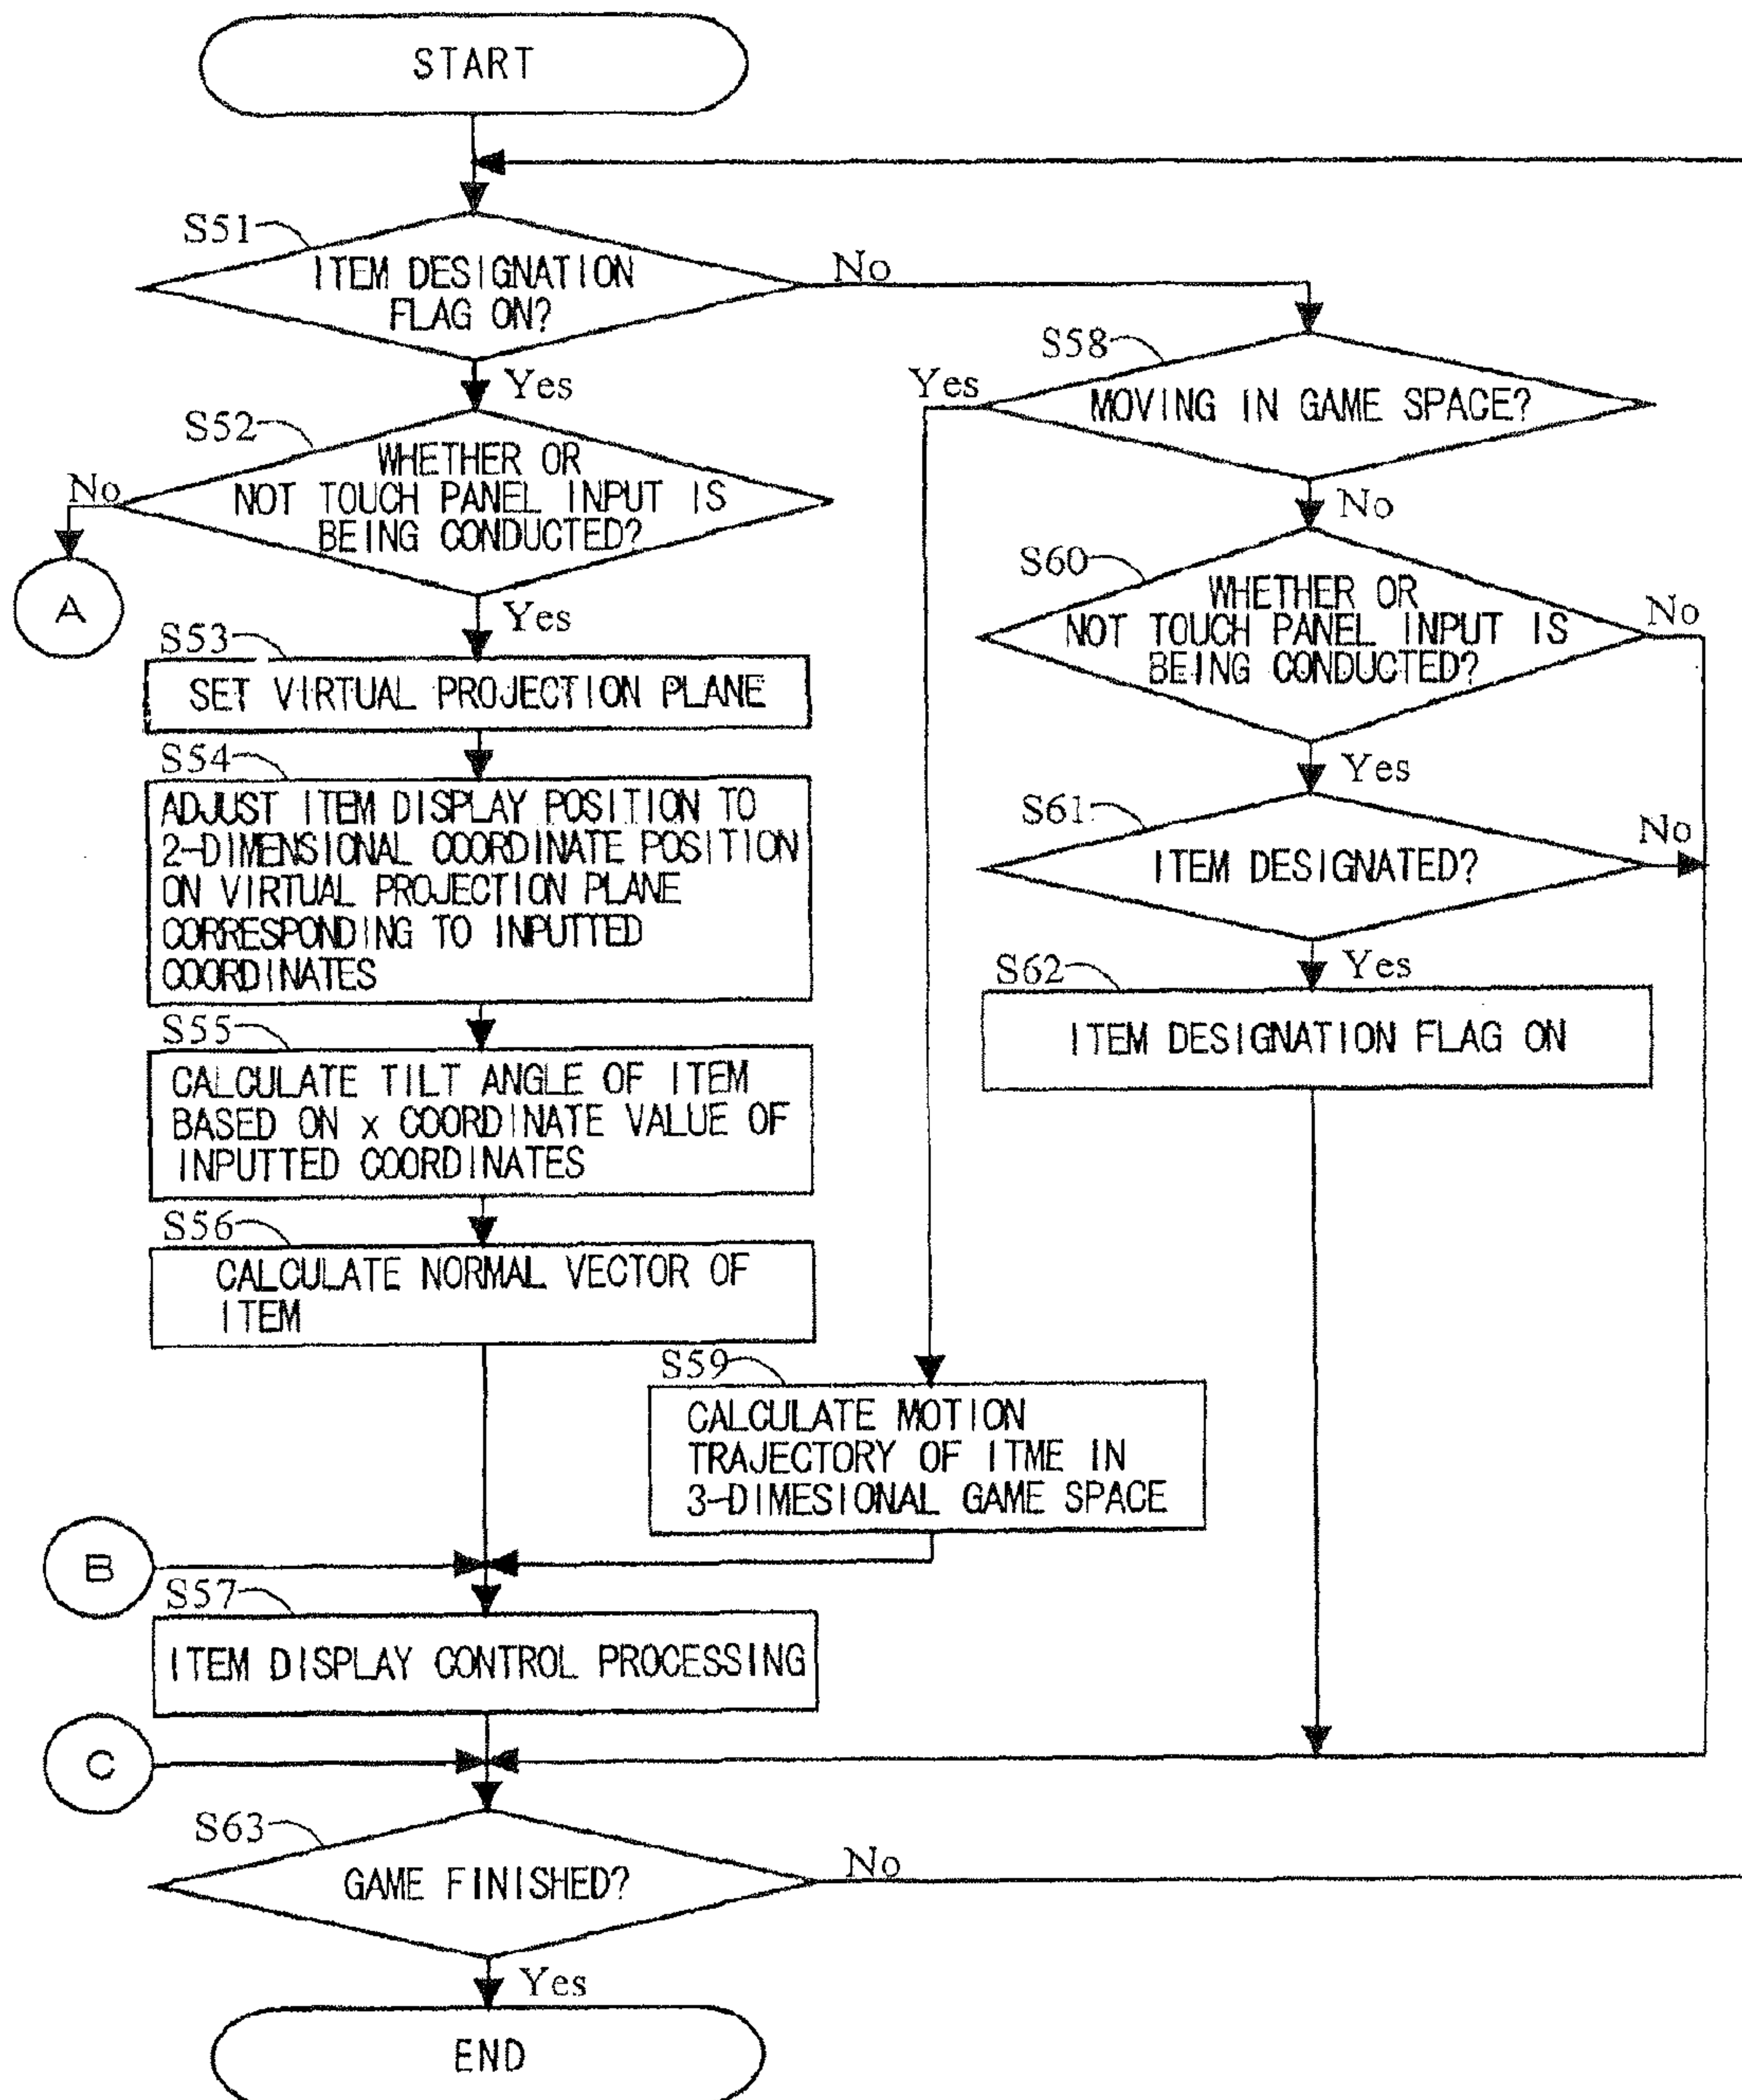 START
S51
ITEM DESIGNATION
FLAG ON?
No
Yes
S52
WHETHER OR
NOT TOUCH PANEL INPUT IS
BEING CONDUCTED?
No
A
Yes
S53
SET VIRTUAL PROJECTION PLANE
S54
ADJUST ITEM DISPLAY POSITION TO
2-DIMENSIONAL COORDINATE POSITION
ON VIRTUAL PROJECTION PLANE
CORRESPONDING TO INPUTTED
COORDINATES
S55
CALCULATE TILT ANGLE OF ITEM
BASED ON x COORDINATE VALUE OF
INPUTTED COORDINATES
S56
CALCULATE NORMAL VECTOR OF
ITEM
S58
Yes
MOVING IN GAME SPACE?
No
S60
WHETHER OR
NOT TOUCH PANEL INPUT IS
BEING CONDUCTED?
No
Yes
S61
ITEM DESIGNATED?
No
Yes
S62
ITEM DESIGNATION FLAG ON
S59
CALCULATE MOTION
TRAJECTORY OF ITME IN
3-DIMESIONAL GAME SPACE
B
S57
ITEM DISPLAY CONTROL PROCESSING
C
S63
GAME FINISHED?
No
Yes
END